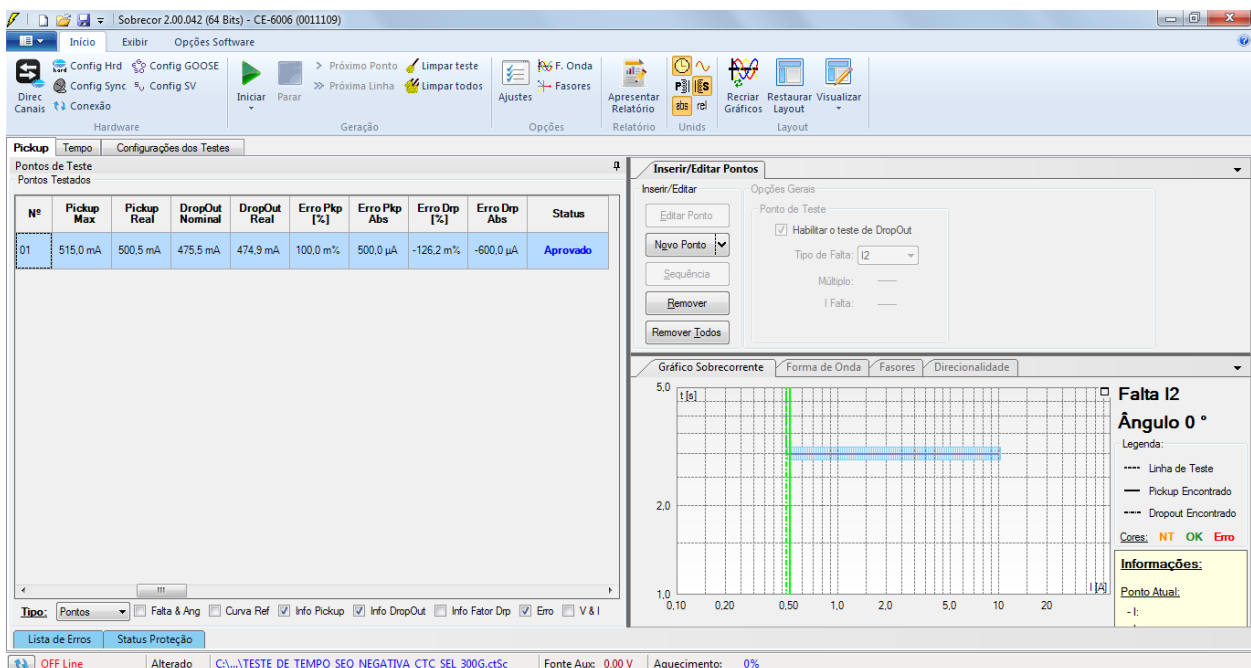 Sobrecor 2.00.042 (64 Bits) - CE-6006 (0011109)
Início Exibir Opções Software
Direc Canais
Config Hrd Config GOOSE
Config Sync Config SV
Conexão
Hardware
Iniciar Parar
> Próximo Ponto Limpar teste
>> Próxima Linha Limpar todos
Geração
Ajustes
F. Onda
Fasores
Opções
Apresentar Relatório
Relatório
abs rel
Unids
Recriar Gráficos
Restaurar Layout
Visualizar
Layout
Pickup Tempo Configurações dos Testes
Pontos de Teste
Pontos Testados
Nº Pickup Max Pickup Real DropOut Nominal DropOut Real Erro Pkp [%] Erro Pkp Abs Erro Drp [%] Erro Drp Abs Status
01 515,0 mA 500,5 mA 475,5 mA 474,9 mA 100,0 m% 500,0 µA -126,2 m% -600,0 µA Aprovado
Tipo: Pontos Falta & Ang Curva Ref Info Pickup Info DropOut Info Fator Drp Erro V & I
Inserir/Editar Pontos
Inserir/Editar
Editar Ponto
Novo Ponto
Sequência
Remover
Remover Todos
Opções Gerais
Ponto de Teste
Habilitar o teste de DropOut
Tipo de Falta: I2
Múltiplo:
I Falta:
Gráfico Sobrecorrente Forma de Onda Fasores Direcionalidade
5,0
t [s]
2,0
1,0
I [A]
0,10 0,20 0,50 1,0 2,0 5,0 10 20
Falta I2
Ângulo 0 °
Legenda:
Linha de Teste
Pickup Encontrado
Dropout Encontrado
Cores: NT OK Erro
Informações:
Ponto Atual:
- I:
Lista de Erros Status Proteção
OFF Line Alterado C:\...\TESTE_DE_TEMPO_SEQ_NEGATIVA_CTC_SEL_300G.ctSc Fonte Aux: 0,00 V Aquecimento: 0%